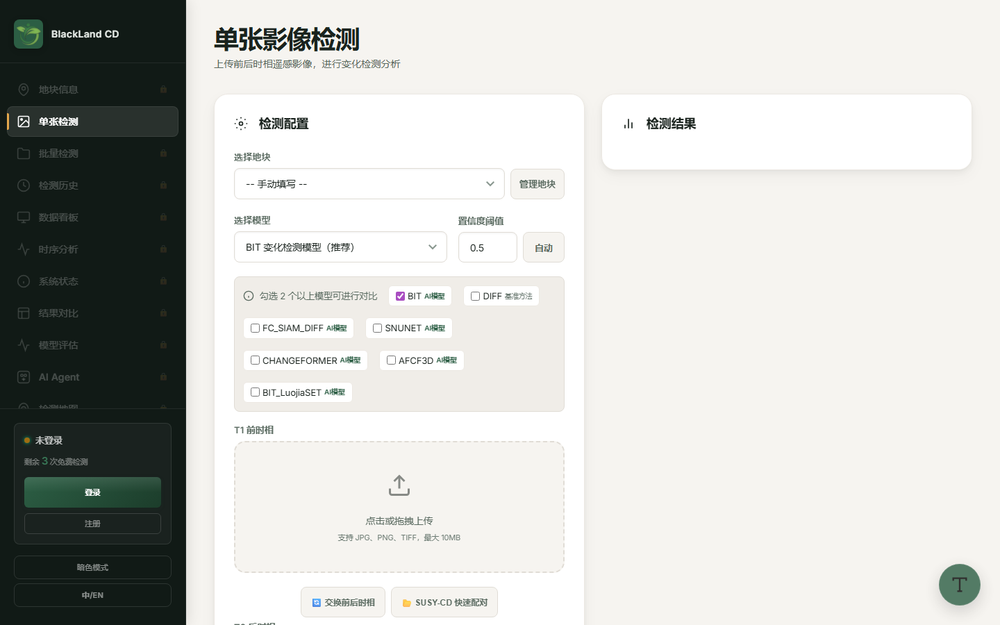 BlackLand CD
地块信息
单张检测
批量检测
检测历史
数据看板
时序分析
系统状态
结果对比
模型评估
AI Agent
检测地图
未登录
剩余 3 次免费检测
登录
注册
暗色模式
中/EN
单张影像检测
上传前后时相遥感影像，进行变化检测分析
检测配置
选择地块
-- 手动填写 --
管理地块
选择模型
置信度阈值
BIT 变化检测模型（推荐）
0.5
自动
勾选 2 个以上模型可进行对比
BIT AI模型
DIFF 基准方法
FC_SIAM_DIFF AI模型
SNUNET AI模型
CHANGEFORMER AI模型
AFCF3D AI模型
BIT_LuojiaSET AI模型
T1 前时相
点击或拖拽上传
支持 JPG、PNG、TIFF，最大 10MB
交换前后时相
SUSY-CD 快速配对
T2 后时相
检测结果
T